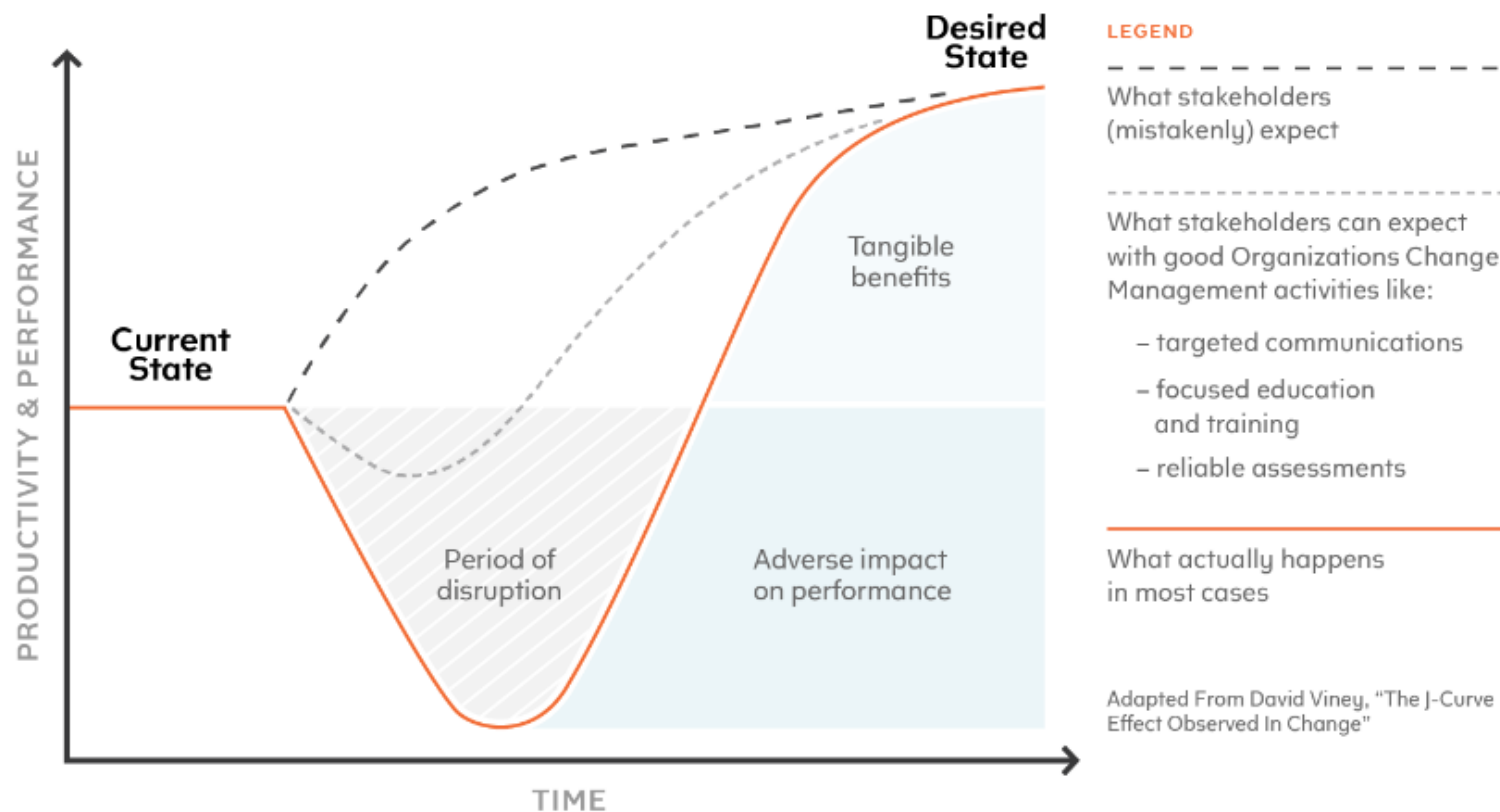 Desired
State
Current
State
Tangible
benefits
Period of
disruption
Adverse impact
on performance
PRODUCTIVITY & PERFORMANCE
TIME
LEGEND
What stakeholders
(mistakenly) expect
What stakeholders can expect
with good Organizations Change
Management activities like:
– targeted communications
– focused education
and training
– reliable assessments
What actually happens
in most cases
Adapted From David Viney, “The J-Curve
Effect Observed In Change”